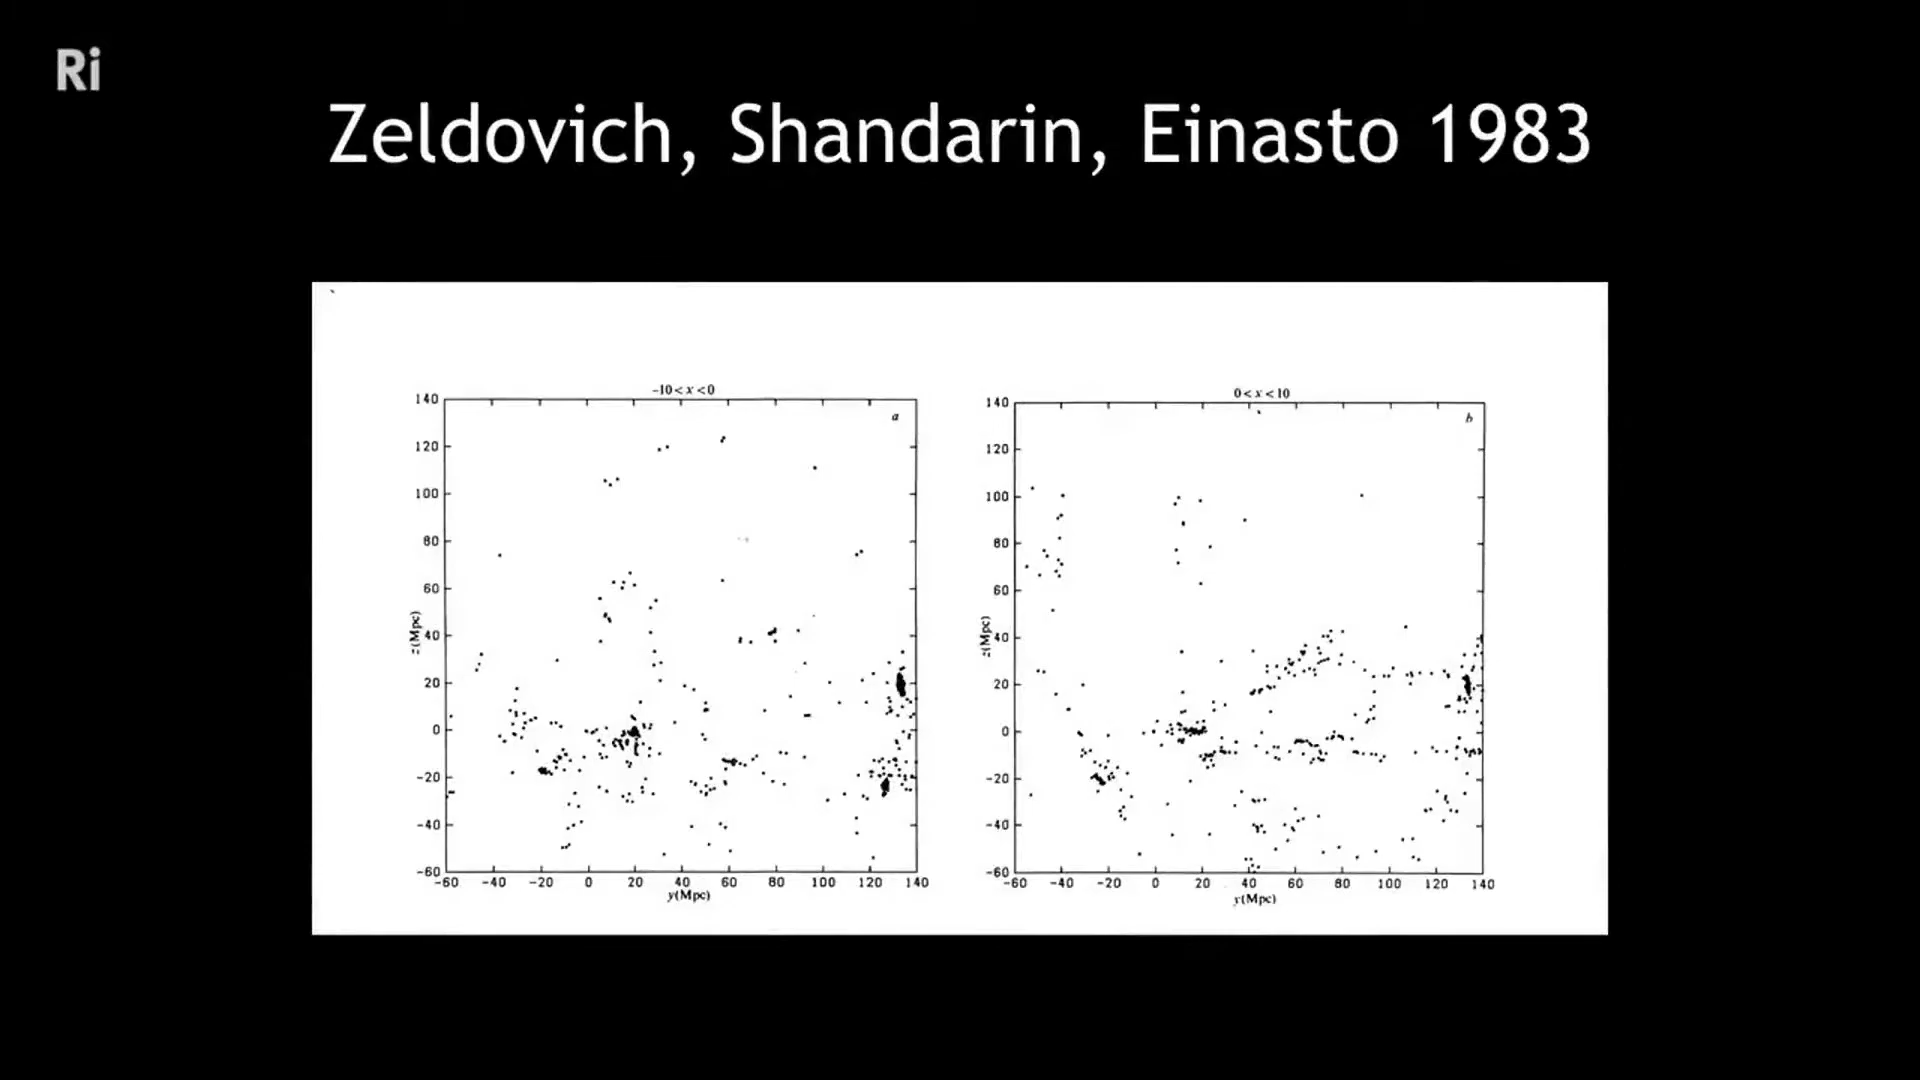 Ri
Zeldovich, Shandarin, Einasto 1983
-10 < x < 0
a
140
120
100
80
60
40
20
0
-20
-40
-60
z(Mpc)
-60 -40 -20 0 20 40 60 80 100 120 140
y(Mpc)
0 < x < 10
b
140
120
100
80
60
40
20
0
-20
-40
-60
z(Mpc)
-60 -40 -20 0 20 40 60 80 100 120 140
y(Mpc)